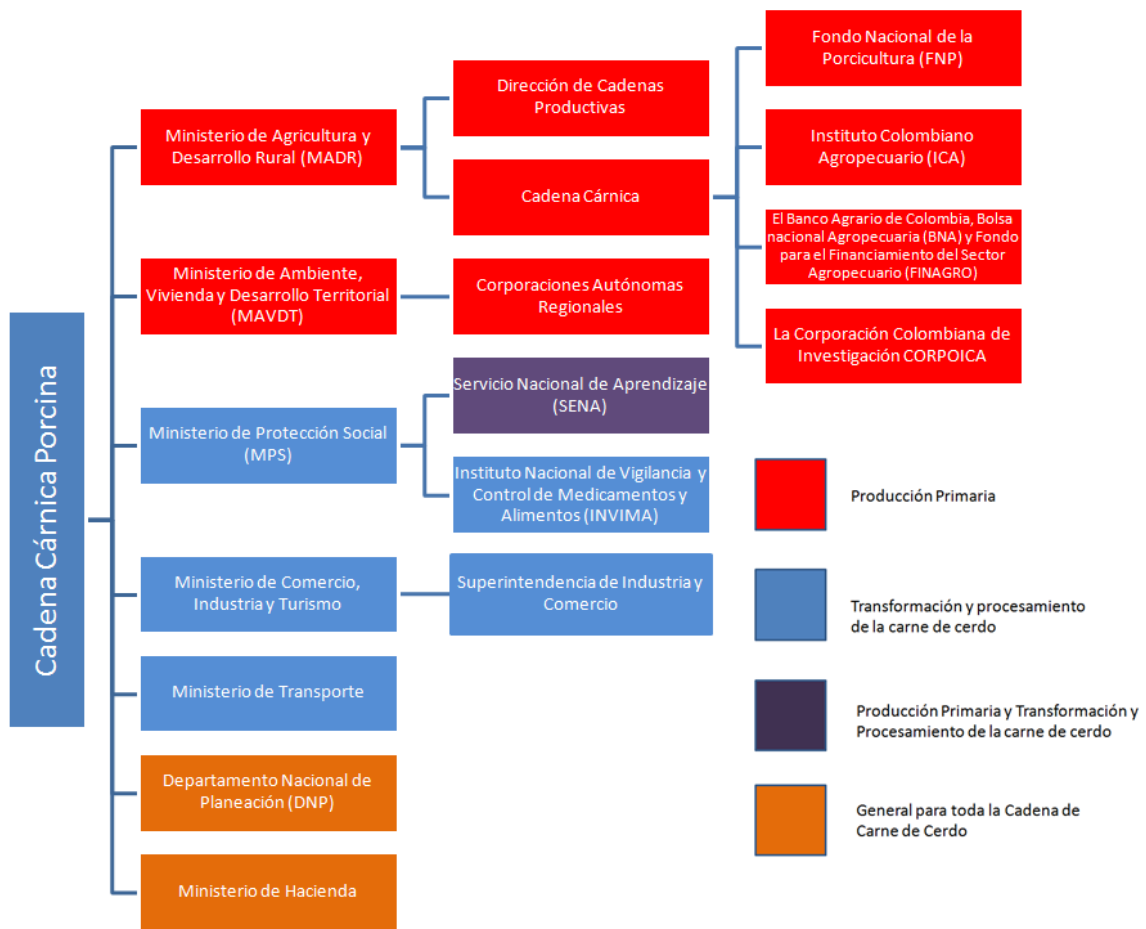 Cadena Cárnica Porcina
Ministerio de Agricultura y
Desarrollo Rural (MADR)
Dirección de Cadenas
Productivas
Cadena Cárnica
Fondo Nacional de la
Porcicultura (FNP)
Instituto Colombiano
Agropecuario (ICA)
El Banco Agrario de Colombia, Bolsa
nacional Agropecuaria (BNA) y Fondo
para el Financiamiento del Sector
Agropecuario (FINAGRO)
La Corporación Colombiana de
Investigación CORPOICA
Ministerio de Ambiente,
Vivienda y Desarrollo Territorial
(MAVDT)
Corporaciones Autónomas
Regionales
Ministerio de Protección Social
(MPS)
Servicio Nacional de Aprendizaje
(SENA)
Instituto Nacional de Vigilancia y
Control de Medicamentos y
Alimentos (INVIMA)
Ministerio de Comercio,
Industria y Turismo
Superintendencia de Industria y
Comercio
Ministerio de Transporte
Departamento Nacional de
Planeación (DNP)
Ministerio de Hacienda
Producción Primaria
Transformación y procesamiento
de la carne de cerdo
Producción Primaria y Transformación y
Procesamiento de la carne de cerdo
General para toda la Cadena de
Carne de Cerdo